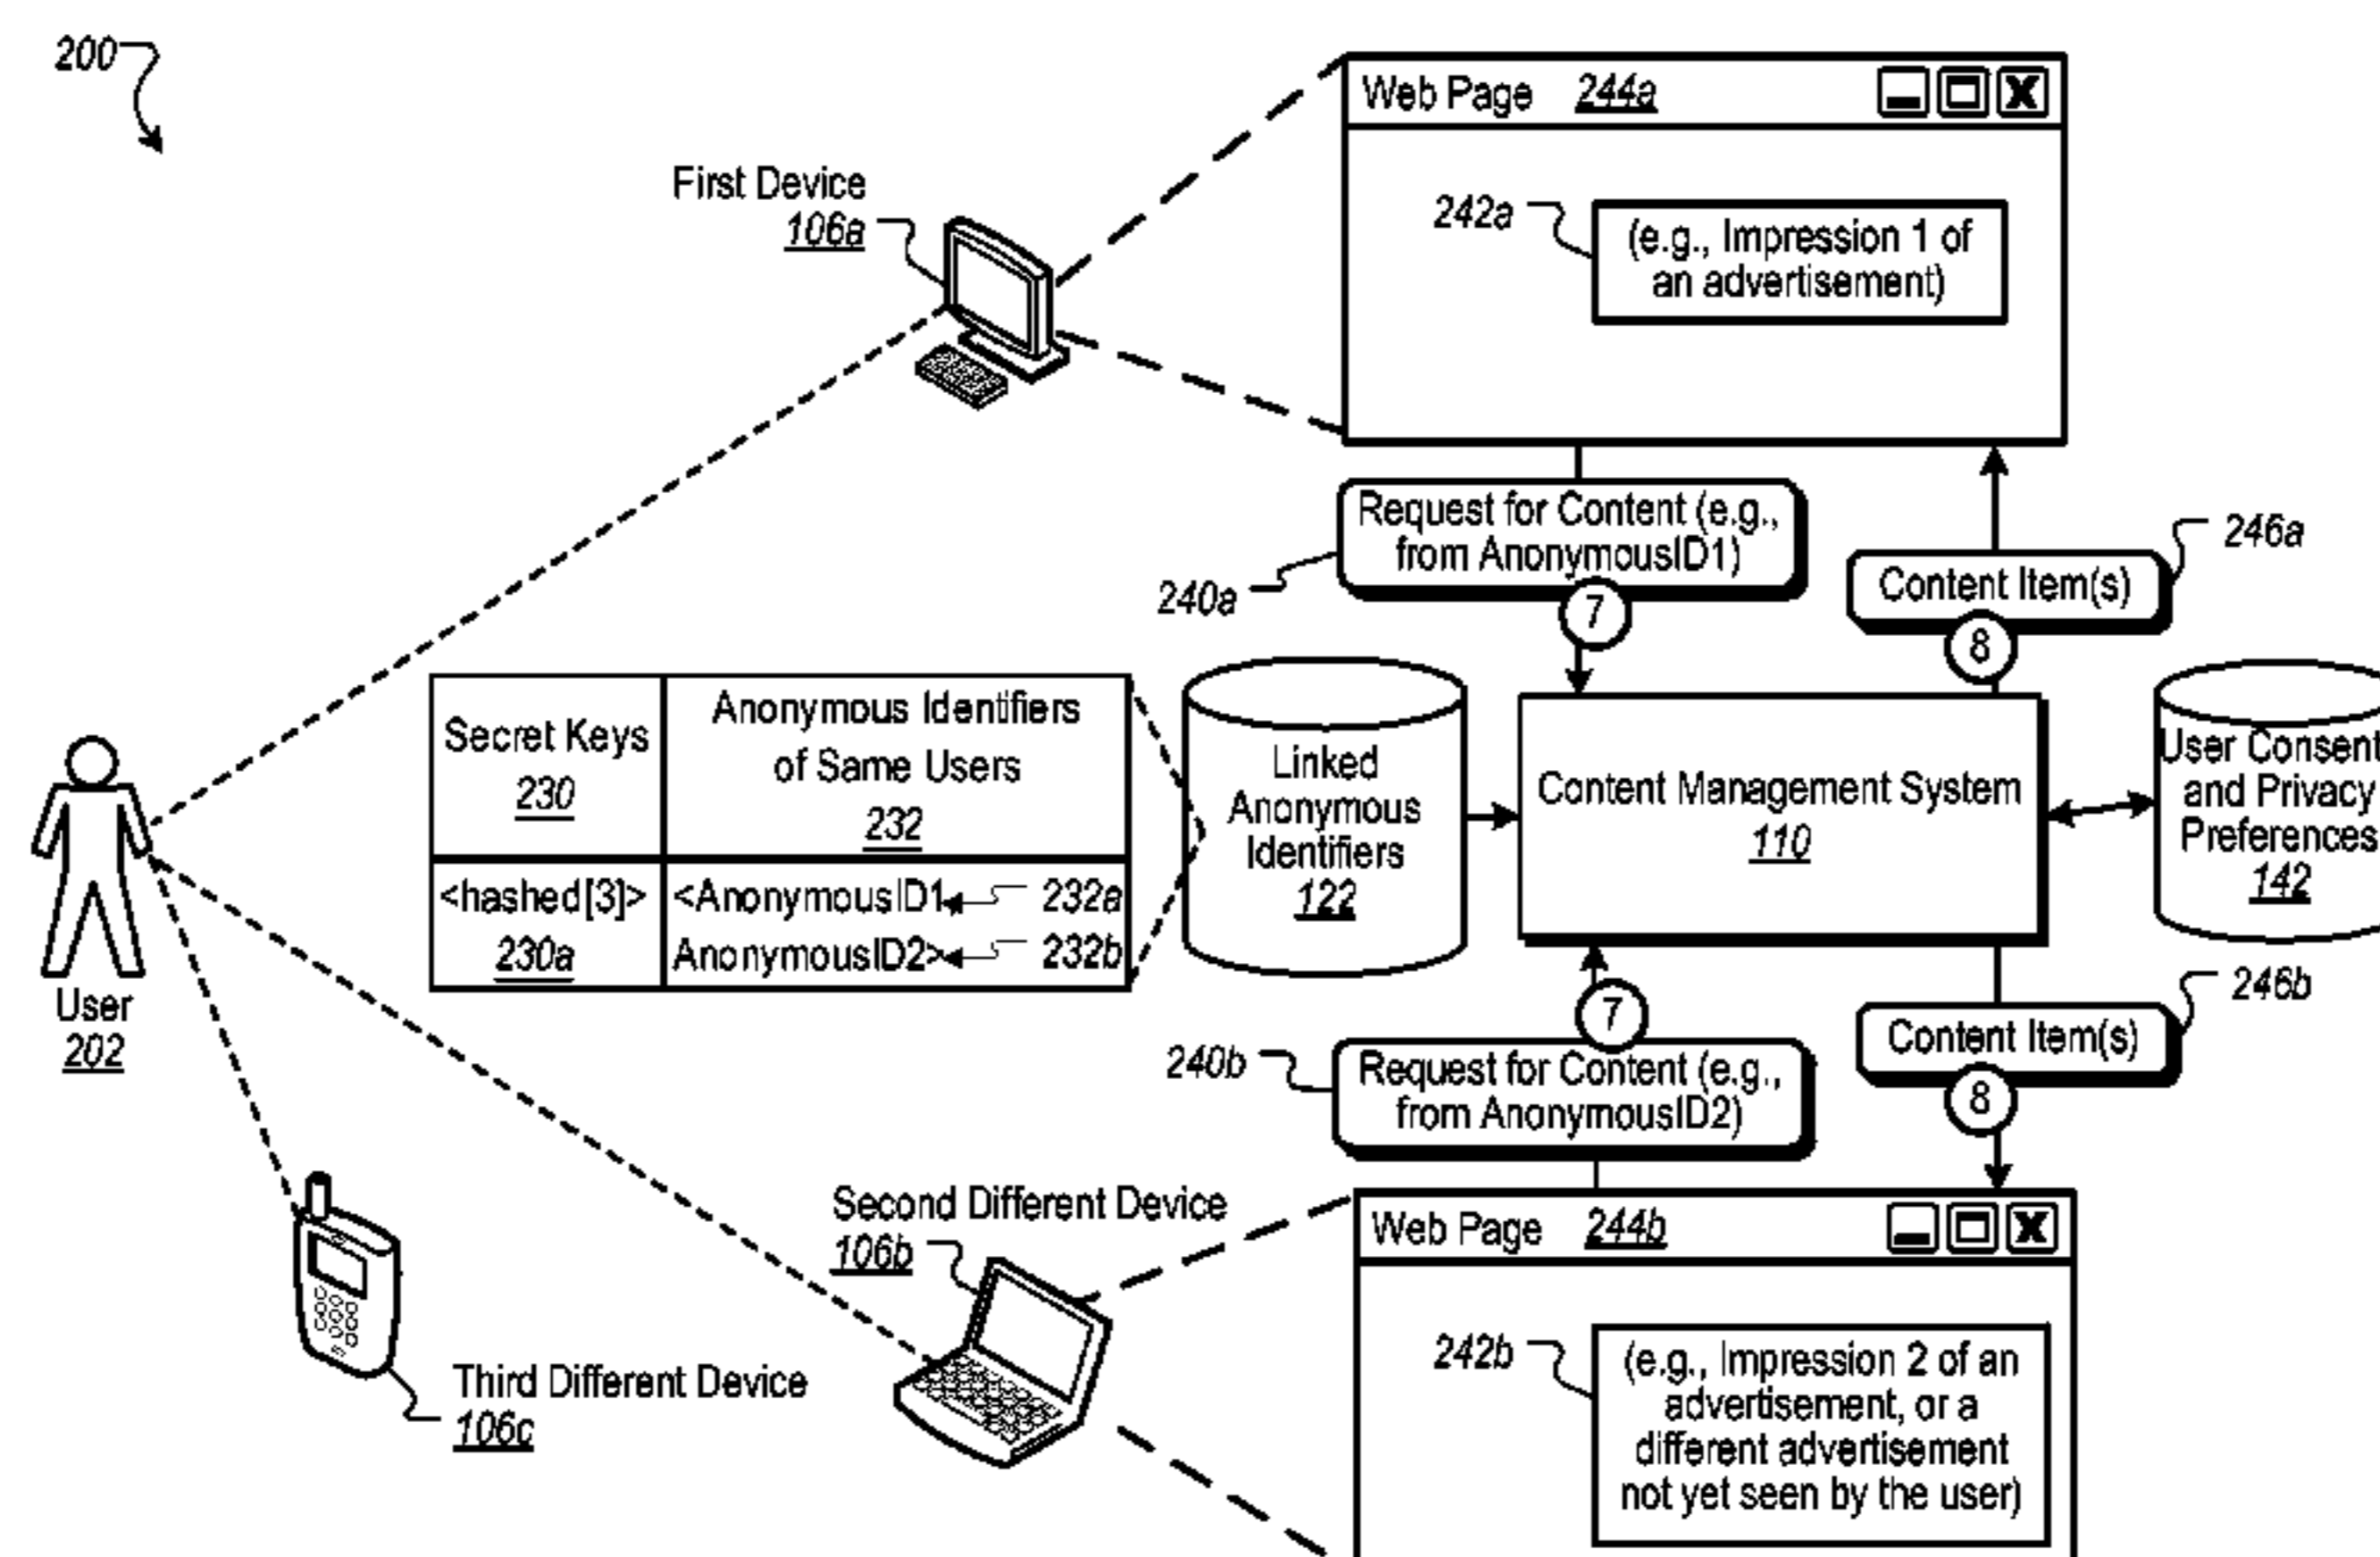 200
Web Page 244a
First Device
106a
242a
(e.g., Impression 1 of
an advertisement)
Request for Content (e.g.,
from AnonymousID1)
240a
7
246a
Content Item(s)
8
Secret Keys
230
Anonymous Identifiers
of Same Users
232
<hashed[3]>
230a
<AnonymousID1 232a
AnonymousID2> 232b
Linked
Anonymous
Identifiers
122
Content Management System
110
User Consent
and Privacy
Preferences
142
User
202
7
240b
Request for Content (e.g.,
from AnonymousID2)
246b
Content Item(s)
8
Second Different Device
106b
Web Page 244b
Third Different Device
106c
242b
(e.g., Impression 2 of an
advertisement, or a
different advertisement
not yet seen by the user)